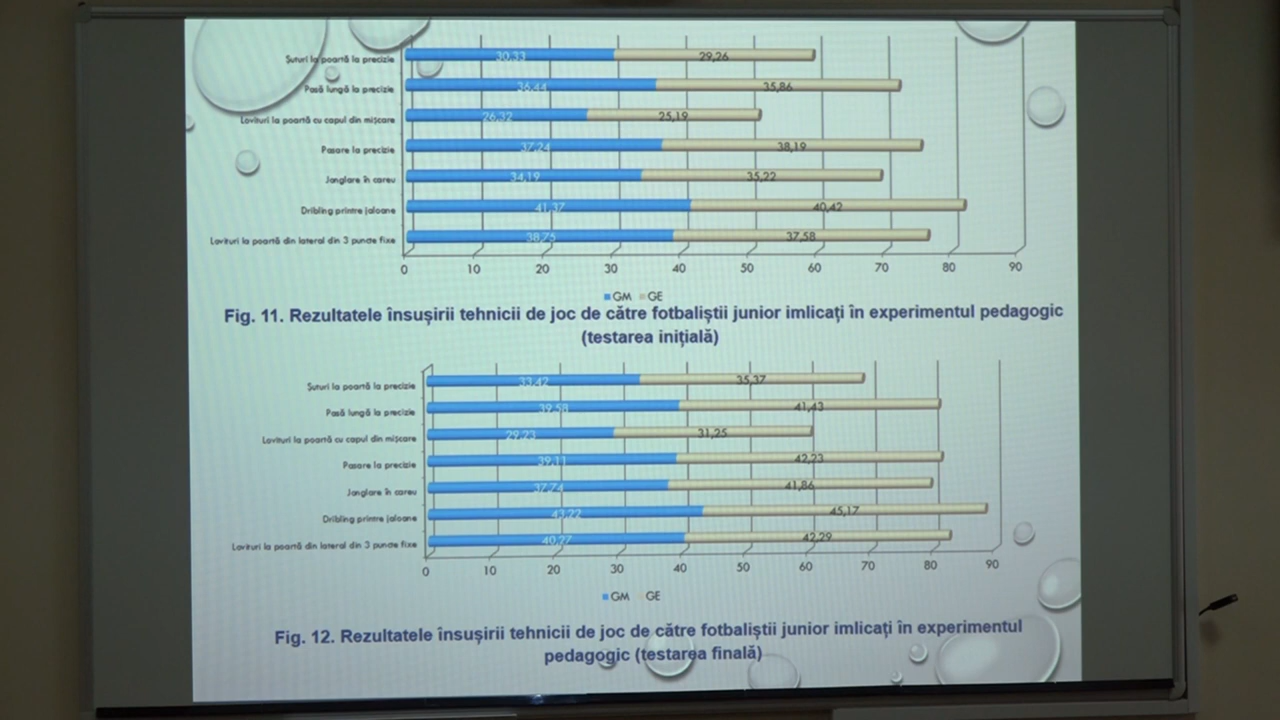 Șuturi la poartă la precizie 30,33 29,26
Pasă lungă la precizie 36,44 35,86
Lovituri la poartă cu capul din mișcare 26,32 25,19
Pasare la precizie 37,24 38,19
Jonglare în careu 34,19 35,22
Dribling printre jaloane 41,37 40,42
Lovituri la poartă din lateral din 3 puncte fixe 38,75 37,58
0 10 20 30 40 50 60 70 80 90
GM GE
Fig. 11. Rezultatele însușirii tehnicii de joc de către fotbaliștii junior imlicați în experimentul pedagogic
(testarea inițială)
Șuturi la poartă la precizie 33,42 35,37
Pasă lungă la precizie 39,58 41,43
Lovituri la poartă cu capul din mișcare 29,23 31,25
Pasare la precizie 39,11 42,23
Jonglare în careu 37,74 41,86
Dribling printre jaloane 43,22 45,17
Lovituri la poartă din lateral din 3 puncte fixe 40,27 42,29
0 10 20 30 40 50 60 70 80 90
GM GE
Fig. 12. Rezultatele însușirii tehnicii de joc de către fotbaliștii junior imlicați în experimentul
pedagogic (testarea finală)